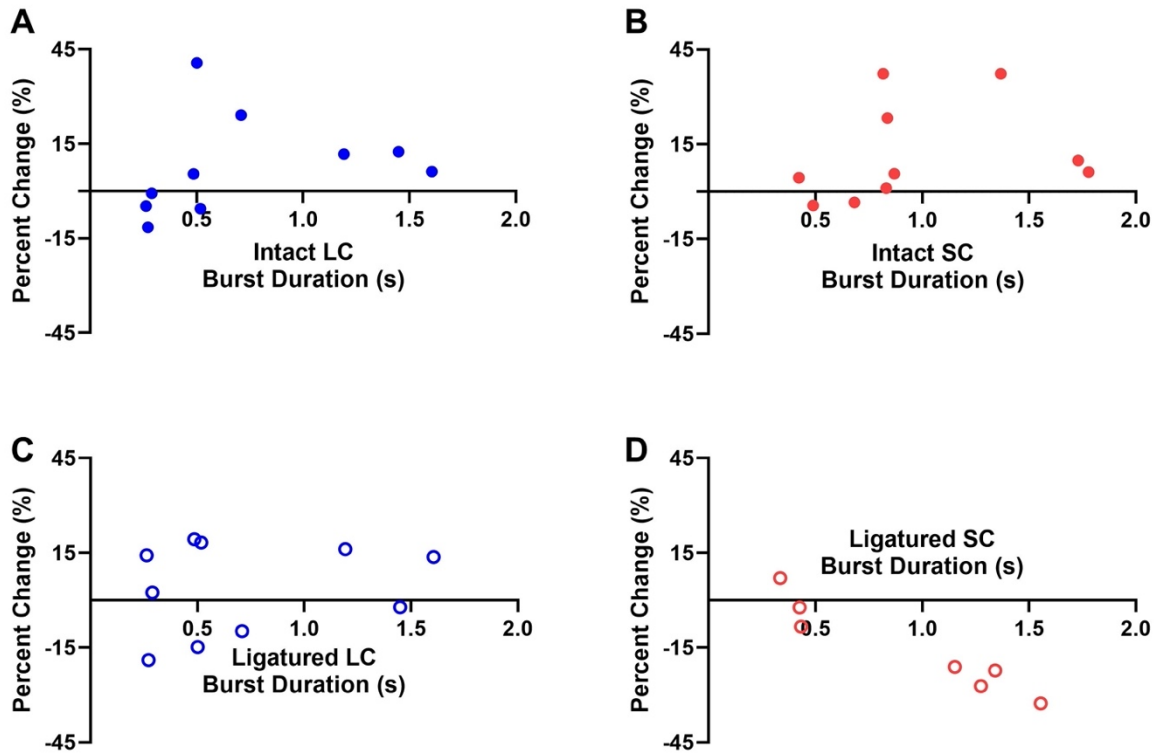 A
45
15
-15
-45
Percent Change (%)
0.5 1.0 1.5 2.0
Intact LC
Burst Duration (s)
B
45
15
-15
-45
Percent Change (%)
0.5 1.0 1.5 2.0
Intact SC
Burst Duration (s)
C
45
15
-15
-45
Percent Change (%)
0.5 1.0 1.5 2.0
Ligatured LC
Burst Duration (s)
D
45
15
-15
-45
Percent Change (%)
Ligatured SC
Burst Duration (s)
0.5 1.0 1.5 2.0